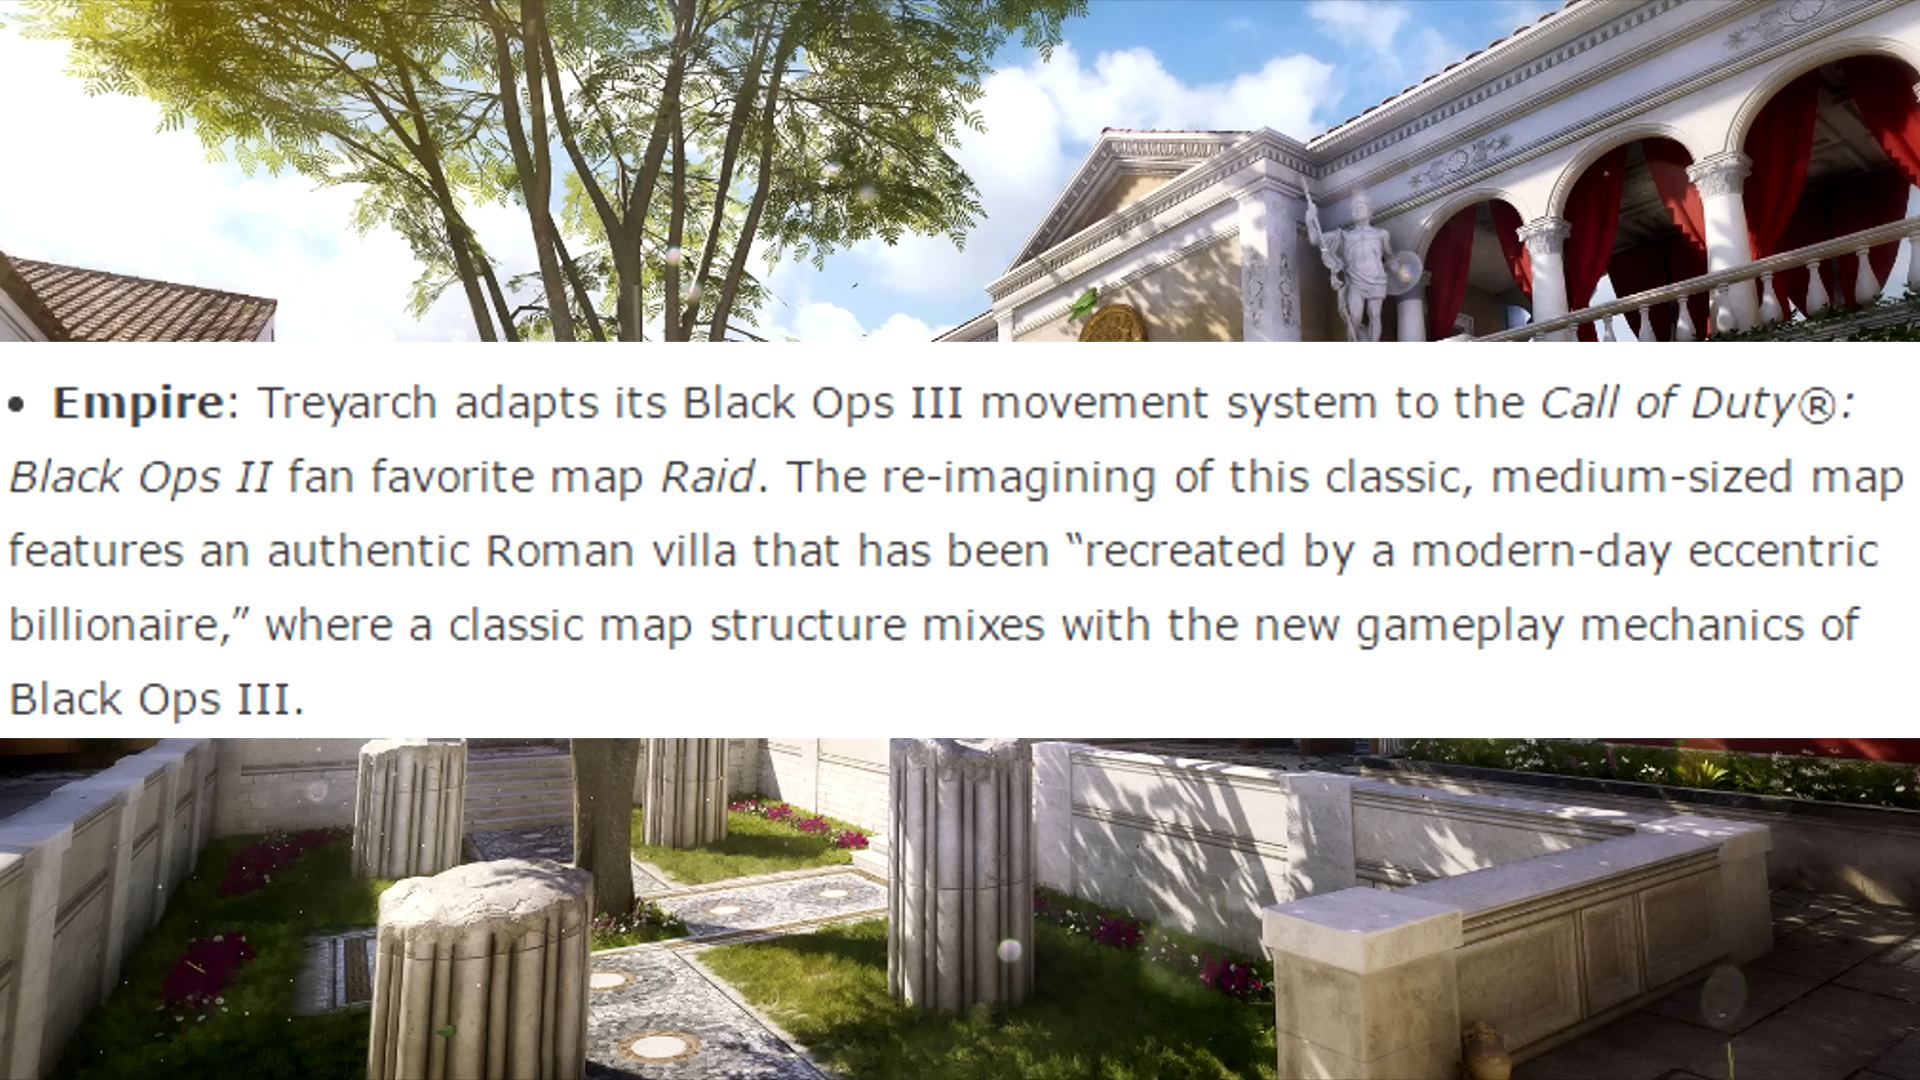 • Empire: Treyarch adapts its Black Ops III movement system to the Call of Duty®:
Black Ops II fan favorite map Raid. The re-imagining of this classic, medium-sized map
features an authentic Roman villa that has been “recreated by a modern-day eccentric
billionaire,” where a classic map structure mixes with the new gameplay mechanics of
Black Ops III.